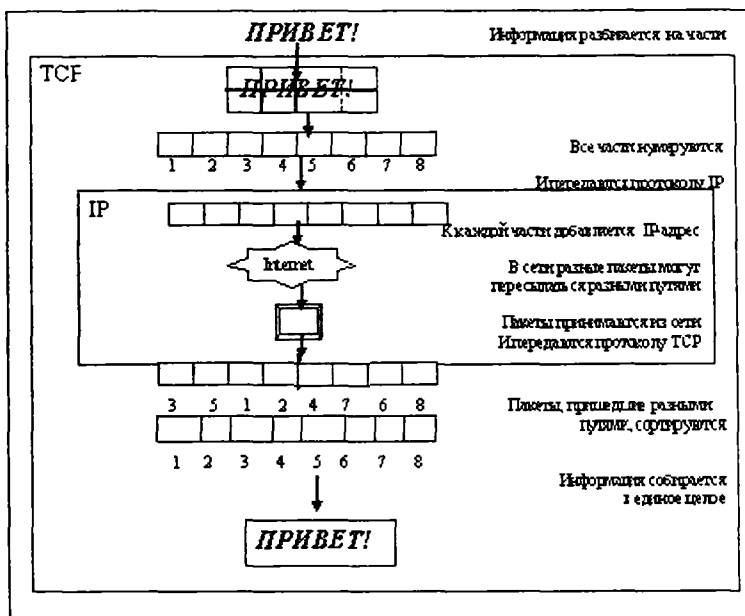 ПРИВЕТ!
Информация разбивается на части
TCF
ПРИВЕТ!
1 2 3 4 5 6 7 8
Все части нумеруются
И передаются протоколу IP
IP
К каждой части добавляется IP-адрес
Internet
В сети разные пакеты могут
пересылаться разными путями
Пакеты принимаются из сети
И передаются протоколу TCP
3 5 1 2 4 7 6 8
Пакеты, пришедшие разными
путями, сортируются
1 2 3 4 5 6 7 8
Информация собирается
в единое целое
ПРИВЕТ!